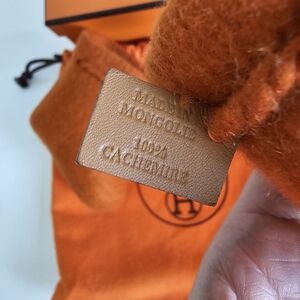 MADE IN
MONGOLIE
100%
CACHEMIRE
H